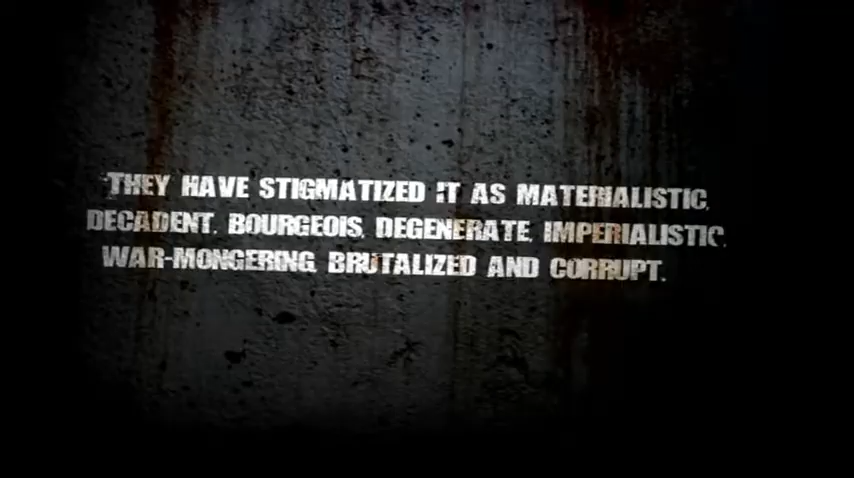 THEY HAVE STIGMATIZED IT AS MATERIALISTIC,
DECADENT, BOURGEOIS, DEGENERATE, IMPERIALISTIC,
WAR-MONGERING, BRUTALIZED AND CORRUPT.